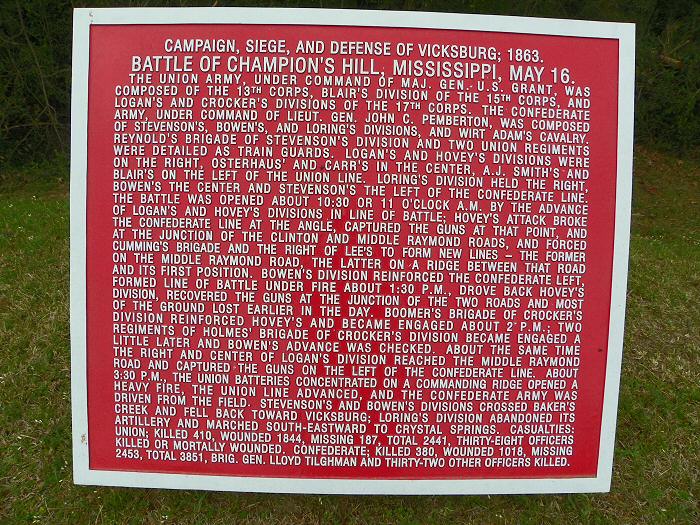 CAMPAIGN, SIEGE, AND DEFENSE OF VICKSBURG; 1863.
BATTLE OF CHAMPION'S HILL, MISSISSIPPI, MAY 16.
THE UNION ARMY, UNDER COMMAND OF MAJ. GEN. U.S. GRANT, WAS
COMPOSED OF THE 13TH CORPS, BLAIR'S DIVISION OF THE 15TH CORPS, AND
LOGAN'S AND CROCKER'S DIVISIONS OF THE 17TH CORPS. THE CONFEDERATE
ARMY, UNDER COMMAND OF LIEUT. GEN. JOHN C. PEMBERTON, WAS COMPOSED
OF STEVENSON'S, BOWEN'S, AND LORING'S DIVISIONS, AND WIRT ADAM'S CAVALRY.
REYNOLD'S BRIGADE OF STEVENSON'S DIVISION AND TWO UNION REGIMENTS
WERE DETAILED AS TRAIN GUARDS. LOGAN'S AND HOVEY'S DIVISIONS WERE
ON THE RIGHT, OSTERHAUS' AND CARR'S IN THE CENTER, A.J. SMITH'S AND
BLAIR'S ON THE LEFT OF THE UNION LINE. LORING'S DIVISION HELD THE RIGHT,
BOWEN'S THE CENTER AND STEVENSON'S THE LEFT OF THE CONFEDERATE LINE.
THE BATTLE WAS OPENED ABOUT 10:30 OR 11 O'CLOCK A.M. BY THE ADVANCE
OF LOGAN'S AND HOVEY'S DIVISIONS IN LINE OF BATTLE; HOVEY'S ATTACK BROKE
THE CONFEDERATE LINE AT THE ANGLE, CAPTURED THE GUNS AT THAT POINT, AND
AT THE JUNCTION OF THE CLINTON AND MIDDLE RAYMOND ROADS, AND FORCED
CUMMING'S BRIGADE AND THE RIGHT OF LEE'S TO FORM NEW LINES – THE FORMER
ON THE MIDDLE RAYMOND ROAD, THE LATTER ON A RIDGE BETWEEN THAT ROAD
AND ITS FIRST POSITION. BOWEN'S DIVISION REINFORCED THE CONFEDERATE LEFT,
FORMED LINE OF BATTLE UNDER FIRE ABOUT 1:30 P.M., DROVE BACK HOVEY'S
DIVISION, RECOVERED THE GUNS AT THE JUNCTION OF THE TWO ROADS AND MOST
OF THE GROUND LOST EARLIER IN THE DAY. BOOMER'S BRIGADE OF CROCKER'S
DIVISION REINFORCED HOVEY'S AND BECAME ENGAGED ABOUT 2 P.M.; TWO
REGIMENTS OF HOLMES' BRIGADE OF CROCKER'S DIVISION BECAME ENGAGED A
LITTLE LATER AND BOWEN'S ADVANCE WAS CHECKED. ABOUT THE SAME TIME
THE RIGHT AND CENTER OF LOGAN'S DIVISION REACHED THE MIDDLE RAYMOND
ROAD AND CAPTURED THE GUNS ON THE LEFT OF THE CONFEDERATE LINE. ABOUT
3:30 P.M., THE UNION BATTERIES CONCENTRATED ON A COMMANDING RIDGE OPENED A
HEAVY FIRE, THE UNION LINE ADVANCED, AND THE CONFEDERATE ARMY WAS
DRIVEN FROM THE FIELD. STEVENSON'S AND BOWEN'S DIVISIONS CROSSED BAKER'S
CREEK AND FELL BACK TOWARD VICKSBURG; LORING'S DIVISION ABANDONED ITS
ARTILLERY AND MARCHED SOUTH-EASTWARD TO CRYSTAL SPRINGS. CASUALTIES:
UNION; KILLED 410, WOUNDED 1844, MISSING 187, TOTAL 2441, THIRTY-EIGHT OFFICERS
KILLED OR MORTALLY WOUNDED. CONFEDERATE; KILLED 380, WOUNDED 1018, MISSING
2453, TOTAL 3851, BRIG. GEN. LLOYD TILGHMAN AND THIRTY-TWO OTHER OFFICERS KILLED.